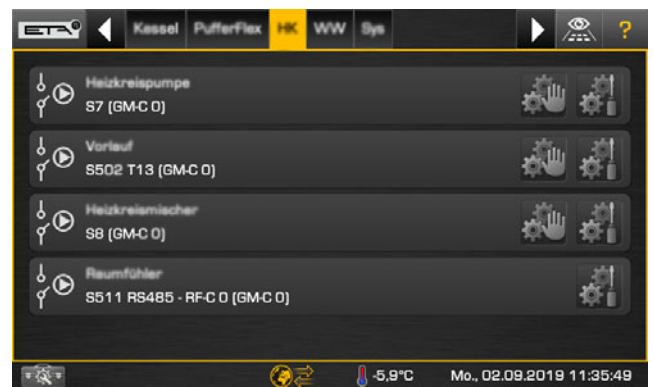 ETA
Kessel PufferFlex HK WW Sys ?
Heizkreispumpe
S7 (GM-C 0)
Vorlauf
S502 T13 (GM-C 0)
Heizkreismischer
S8 (GM-C 0)
Raumfühler
S511 RS485 - RF-C 0 (GM-C 0)
-5,9°C Mo., 02.09.2019 11:35:49